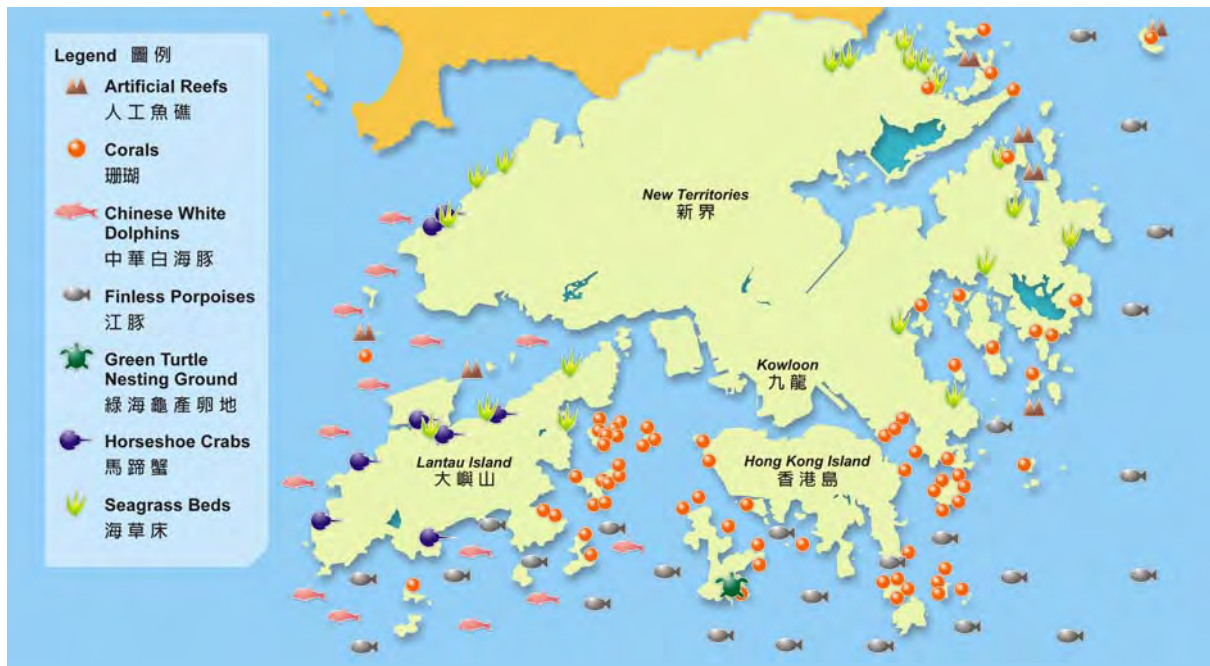 Legend 圖例
Artificial Reefs
人工魚礁
Corals
珊瑚
Chinese White
Dolphins
中華白海豚
Finless Porpoises
江豚
Green Turtle
Nesting Ground
綠海龜產卵地
Horseshoe Crabs
馬蹄蟹
Seagrass Beds
海草床
New Territories
新界
Kowloon
九龍
Lantau Island
大嶼山
Hong Kong Island
香港島